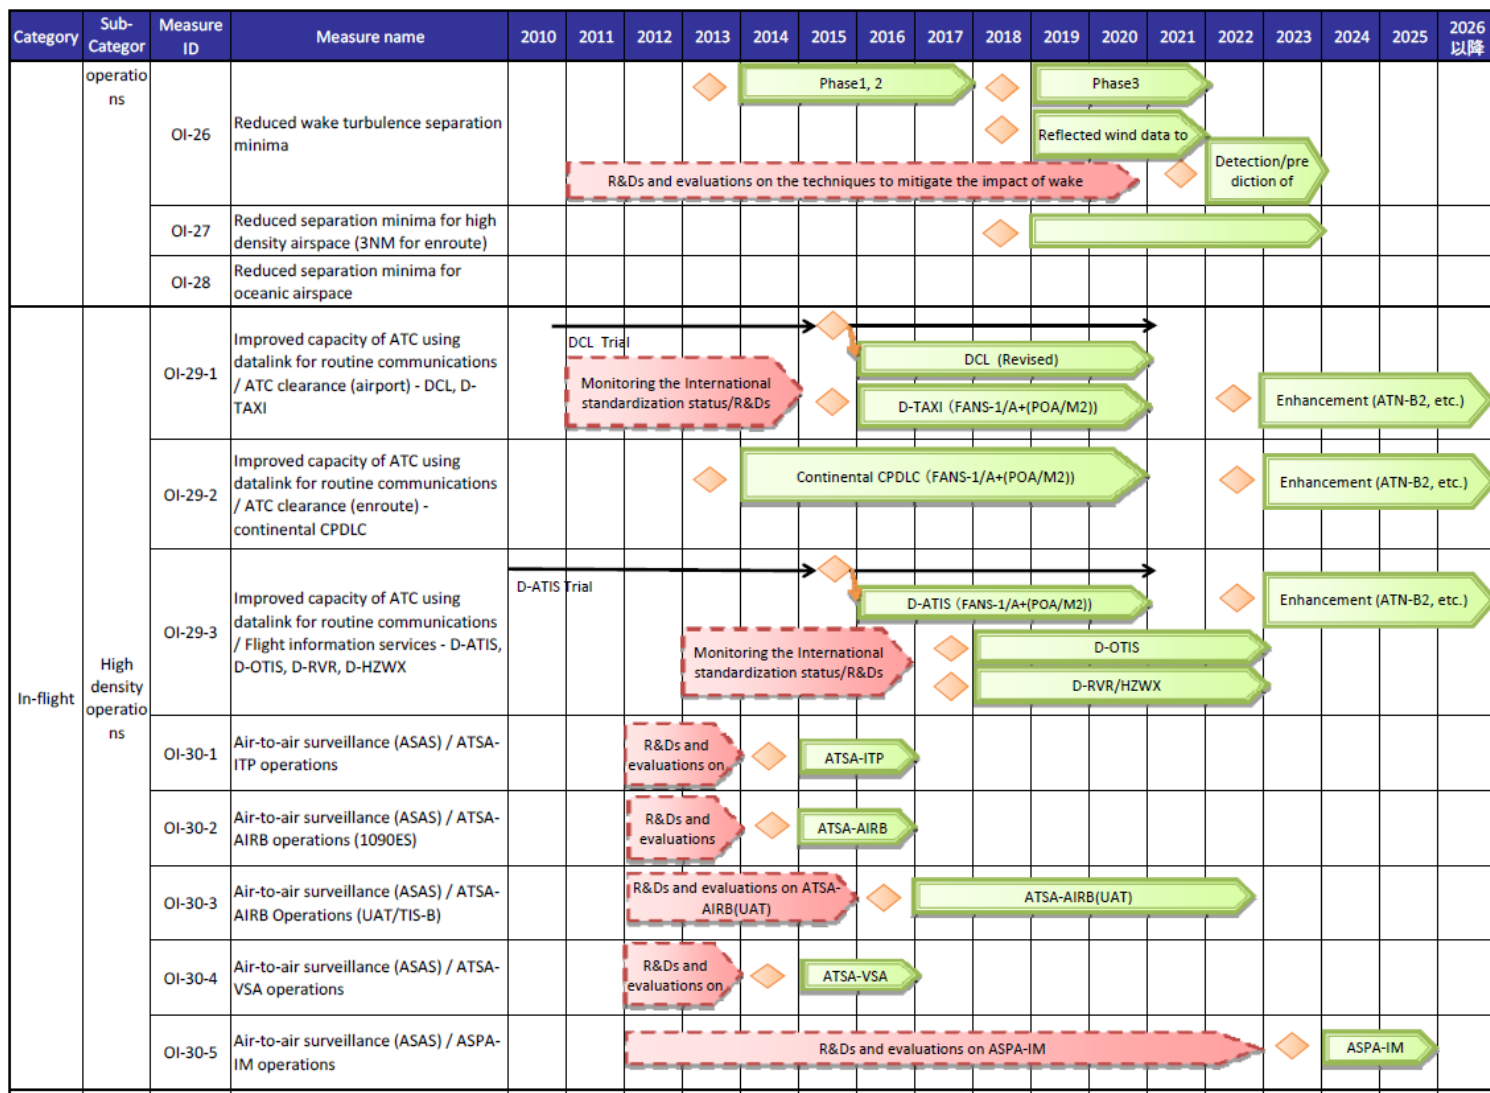 Category
Sub-
Categor
Measure
ID
Measure name
2010
2011
2012
2013
2014
2015
2016
2017
2018
2019
2020
2021
2022
2023
2024
2025
2026
以降
operatio
ns
OI-26
Reduced wake turbulence separation
minima
Phase1, 2
Phase3
Reflected wind data to
Detection/pre
diction of
R&Ds and evaluations on the techniques to mitigate the impact of wake
OI-27
Reduced separation minima for high
density airspace (3NM for enroute)
OI-28
Reduced separation minima for
oceanic airspace
In-flight
High
density
operatio
ns
OI-29-1
Improved capacity of ATC using
datalink for routine communications
/ ATC clearance (airport) - DCL, D-
TAXI
DCL Trial
DCL (Revised)
Monitoring the International
standardization status/R&Ds
D-TAXI (FANS-1/A+(POA/M2))
Enhancement (ATN-B2, etc.)
OI-29-2
Improved capacity of ATC using
datalink for routine communications
/ ATC clearance (enroute) -
continental CPDLC
Continental CPDLC (FANS-1/A+(POA/M2))
Enhancement (ATN-B2, etc.)
OI-29-3
Improved capacity of ATC using
datalink for routine communications
/ Flight information services - D-ATIS,
D-OTIS, D-RVR, D-HZWX
D-ATIS Trial
D-ATIS (FANS-1/A+(POA/M2))
Enhancement (ATN-B2, etc.)
Monitoring the International
standardization status/R&Ds
D-OTIS
D-RVR/HZWX
OI-30-1
Air-to-air surveillance (ASAS) / ATSA-
ITP operations
R&Ds and
evaluations on
ATSA-ITP
OI-30-2
Air-to-air surveillance (ASAS) / ATSA-
AIRB operations (1090ES)
R&Ds and
evaluations
ATSA-AIRB
OI-30-3
Air-to-air surveillance (ASAS) / ATSA-
AIRB Operations (UAT/TIS-B)
R&Ds and evaluations on ATSA-
AIRB(UAT)
ATSA-AIRB(UAT)
OI-30-4
Air-to-air surveillance (ASAS) / ATSA-
VSA operations
R&Ds and
evaluations on
ATSA-VSA
OI-30-5
Air-to-air surveillance (ASAS) / ASPA-
IM operations
R&Ds and evaluations on ASPA-IM
ASPA-IM